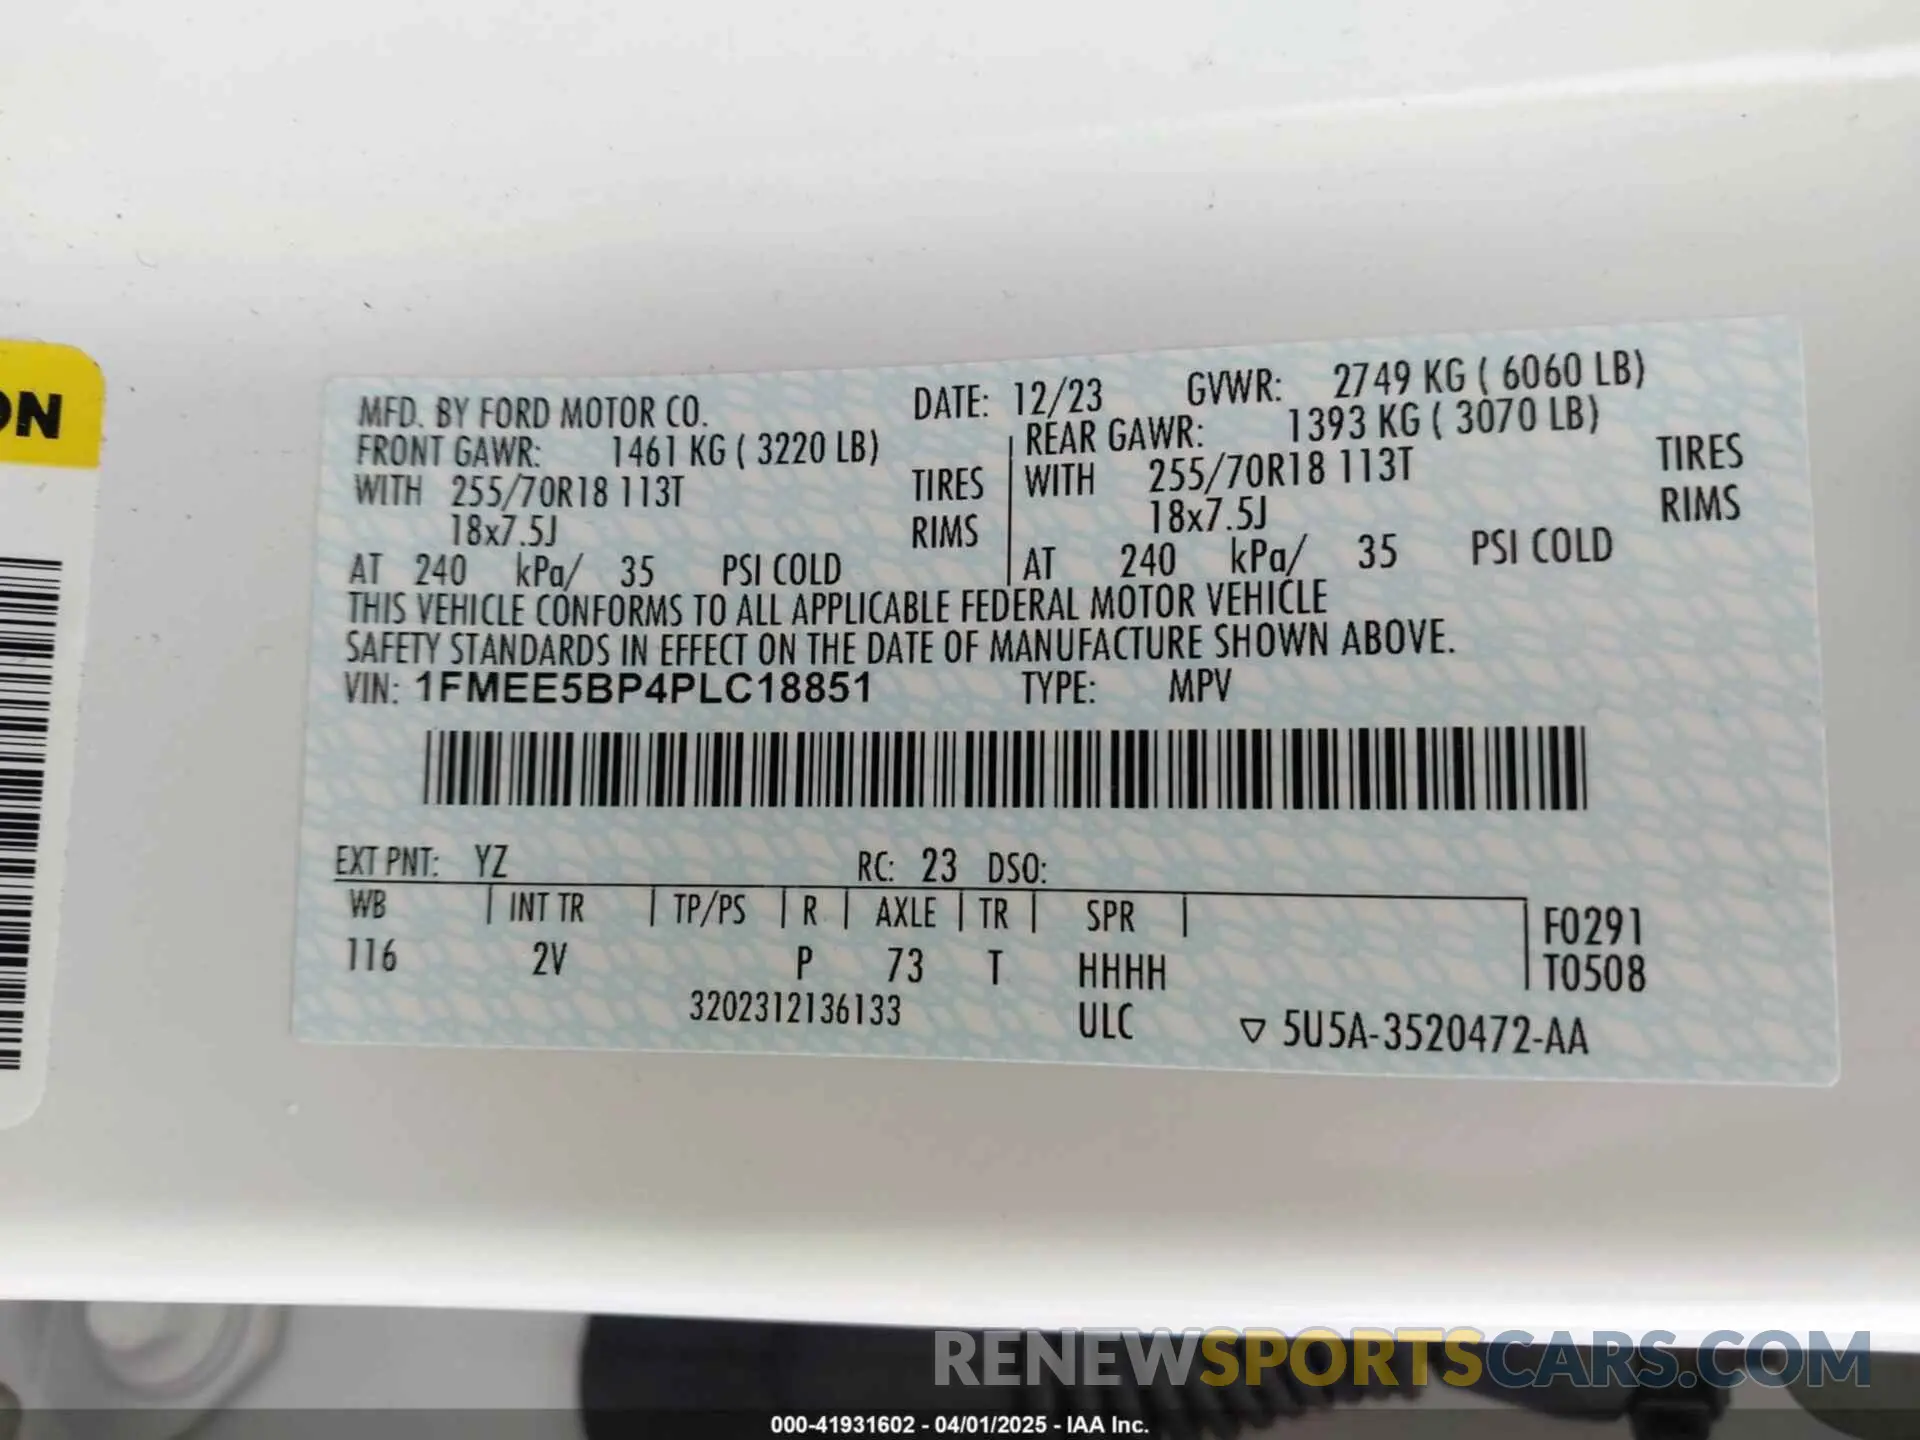 ON
MFD. BY FORD MOTOR CO. DATE: 12/23 GVWR: 2749 KG ( 6060 LB)
FRONT GAWR: 1461 KG ( 3220 LB) REAR GAWR: 1393 KG ( 3070 LB)
WITH 255/70R18 113T TIRES WITH 255/70R18 113T TIRES
18x7.5J RIMS 18x7.5J RIMS
AT 240 kPa/ 35 PSI COLD AT 240 kPa/ 35 PSI COLD
THIS VEHICLE CONFORMS TO ALL APPLICABLE FEDERAL MOTOR VEHICLE
SAFETY STANDARDS IN EFFECT ON THE DATE OF MANUFACTURE SHOWN ABOVE.
VIN: 1FMEE5BP4PLC18851 TYPE: MPV
EXT PNT: YZ RC: 23 DSO:
WB INT TR TP/PS R AXLE TR SPR F0291
116 2V P 73 T HHHH T0508
3202312136133 ULC ▽ 5U5A-3520472-AA
RENEWSPORTSCARS.COM
000-41931602 - 04/01/2025 - IAA Inc.